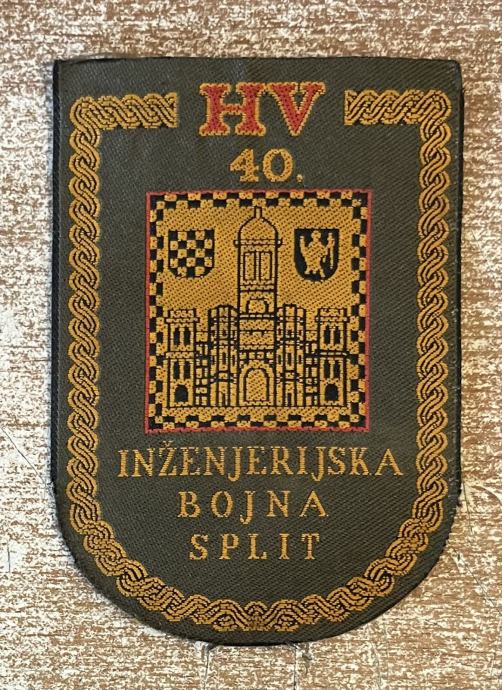 HV
40.
INŽENJERIJSKA
BOJNA
SPLIT